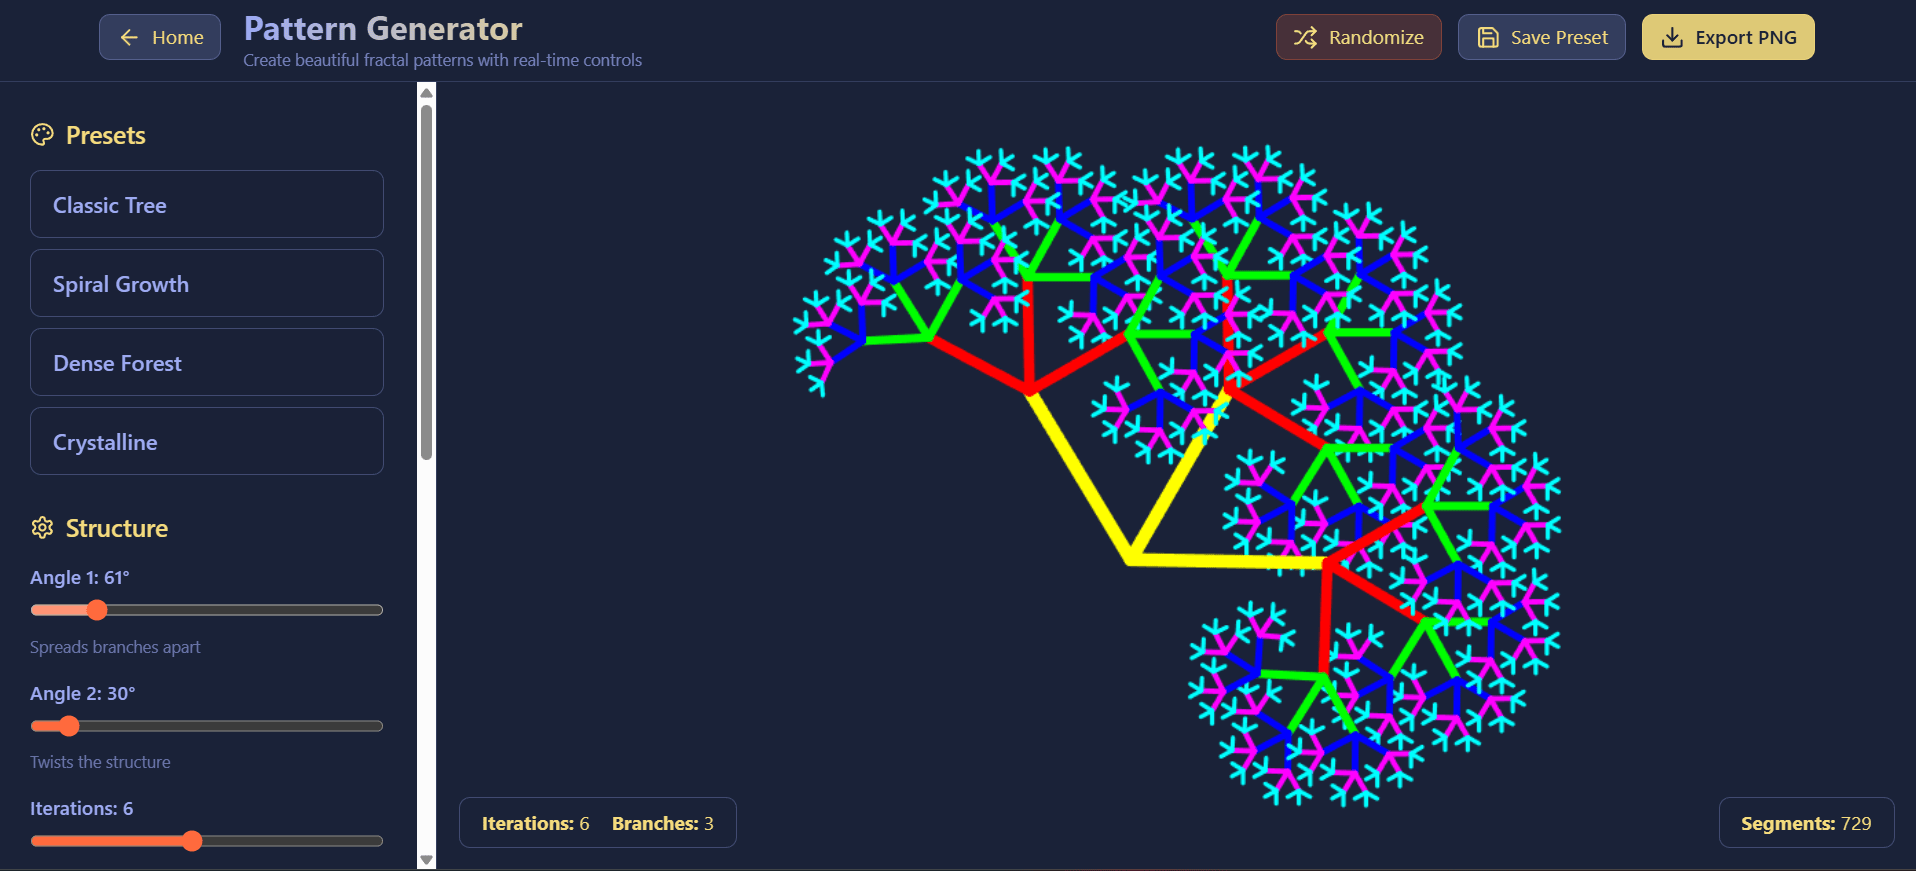 Home
Pattern Generator
Create beautiful fractal patterns with real-time controls
Randomize
Save Preset
Export PNG
Presets
Classic Tree
Spiral Growth
Dense Forest
Crystalline
Structure
Angle 1: 61°
Spreads branches apart
Angle 2: 30°
Twists the structure
Iterations: 6
Iterations: 6 Branches: 3
Segments: 729